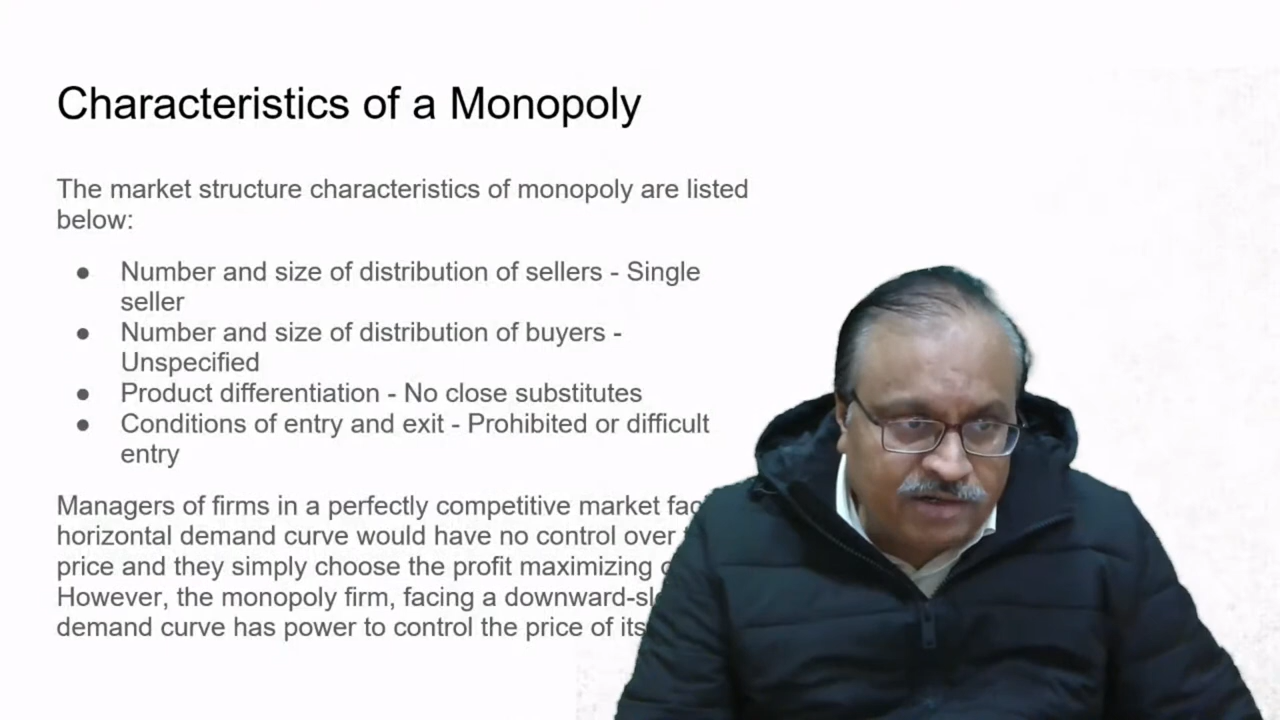 Characteristics of a Monopoly
The market structure characteristics of monopoly are listed
below:
● Number and size of distribution of sellers - Single
seller
● Number and size of distribution of buyers -
Unspecified
● Product differentiation - No close substitutes
● Conditions of entry and exit - Prohibited or difficult
entry
Managers of firms in a perfectly competitive market
horizontal demand curve would have no control over
price and they simply choose the profit maximizing
However, the monopoly firm, facing a
demand curve has power to control the price of its